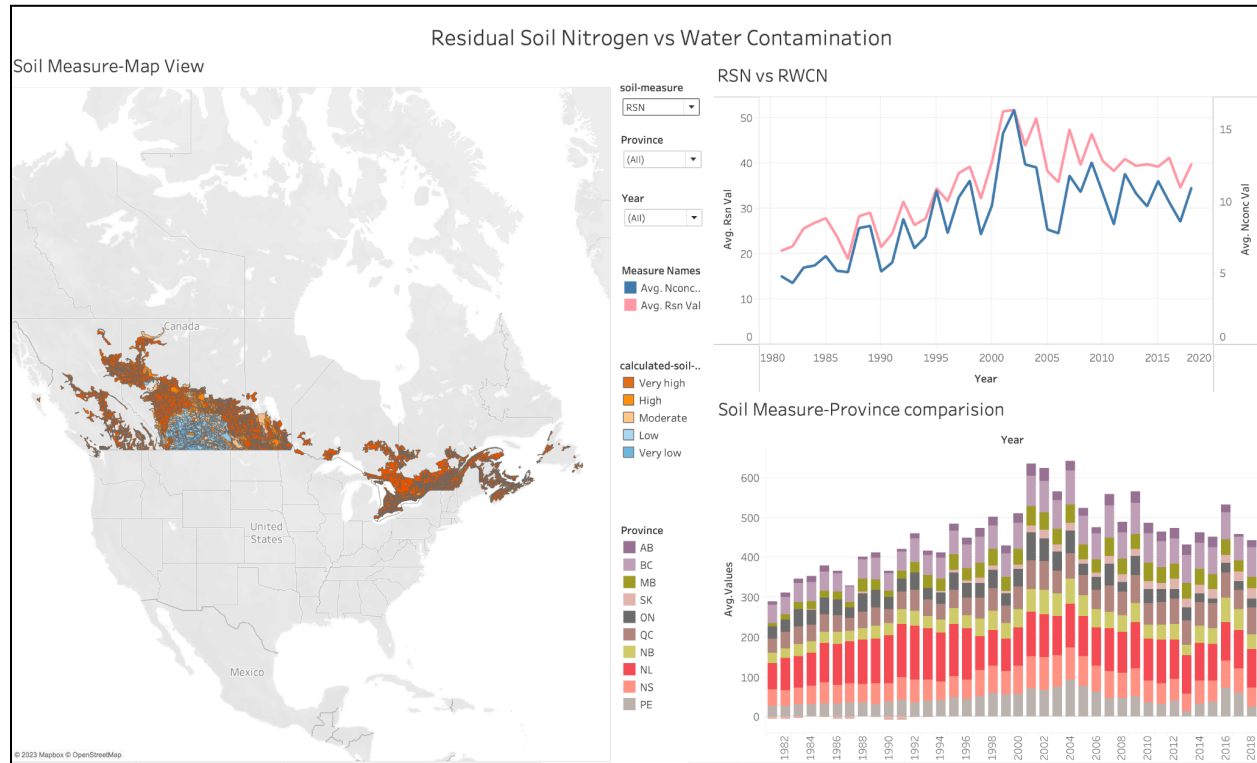 Residual Soil Nitrogen vs Water Contamination
Soil Measure-Map View
Canada
United
States
Mexico
© 2023 Mapbox © OpenStreetMap
soil-measure
RSN
Province
(All)
Year
(All)
Measure Names
Avg. Nconc..
Avg. Rsn Val
calculated-soil-..
Very high
High
Moderate
Low
Very low
Province
AB
BC
MB
SK
ON
QC
NB
NL
NS
PE
RSN vs RWCN
Avg. Rsn Val
50
40
30
20
10
0
15
10
5
0
Avg. Nconc Val
1980
1985
1990
1995
2000
2005
2010
2015
2020
Year
Soil Measure-Province comparision
Year
Avg.Values
600
500
400
300
200
100
0
1982
1984
1986
1988
1990
1992
1994
1996
1998
2000
2002
2004
2006
2008
2010
2012
2014
2016
2018